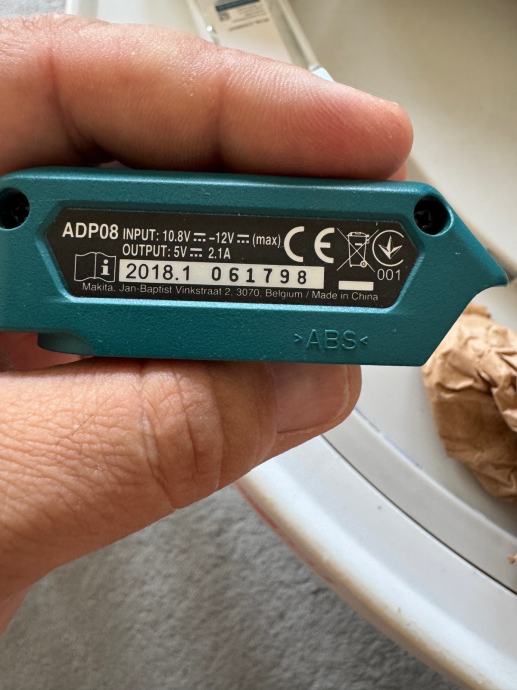 ADP08 INPUT: 10.8V ⎓ –12V ⎓ (max)
OUTPUT: 5V ⎓ 2.1A
CE
001
2018.1 061798
Makita, Jan-Baptist Vinkstraat 2, 3070, Belgium / Made in China
>ABS<